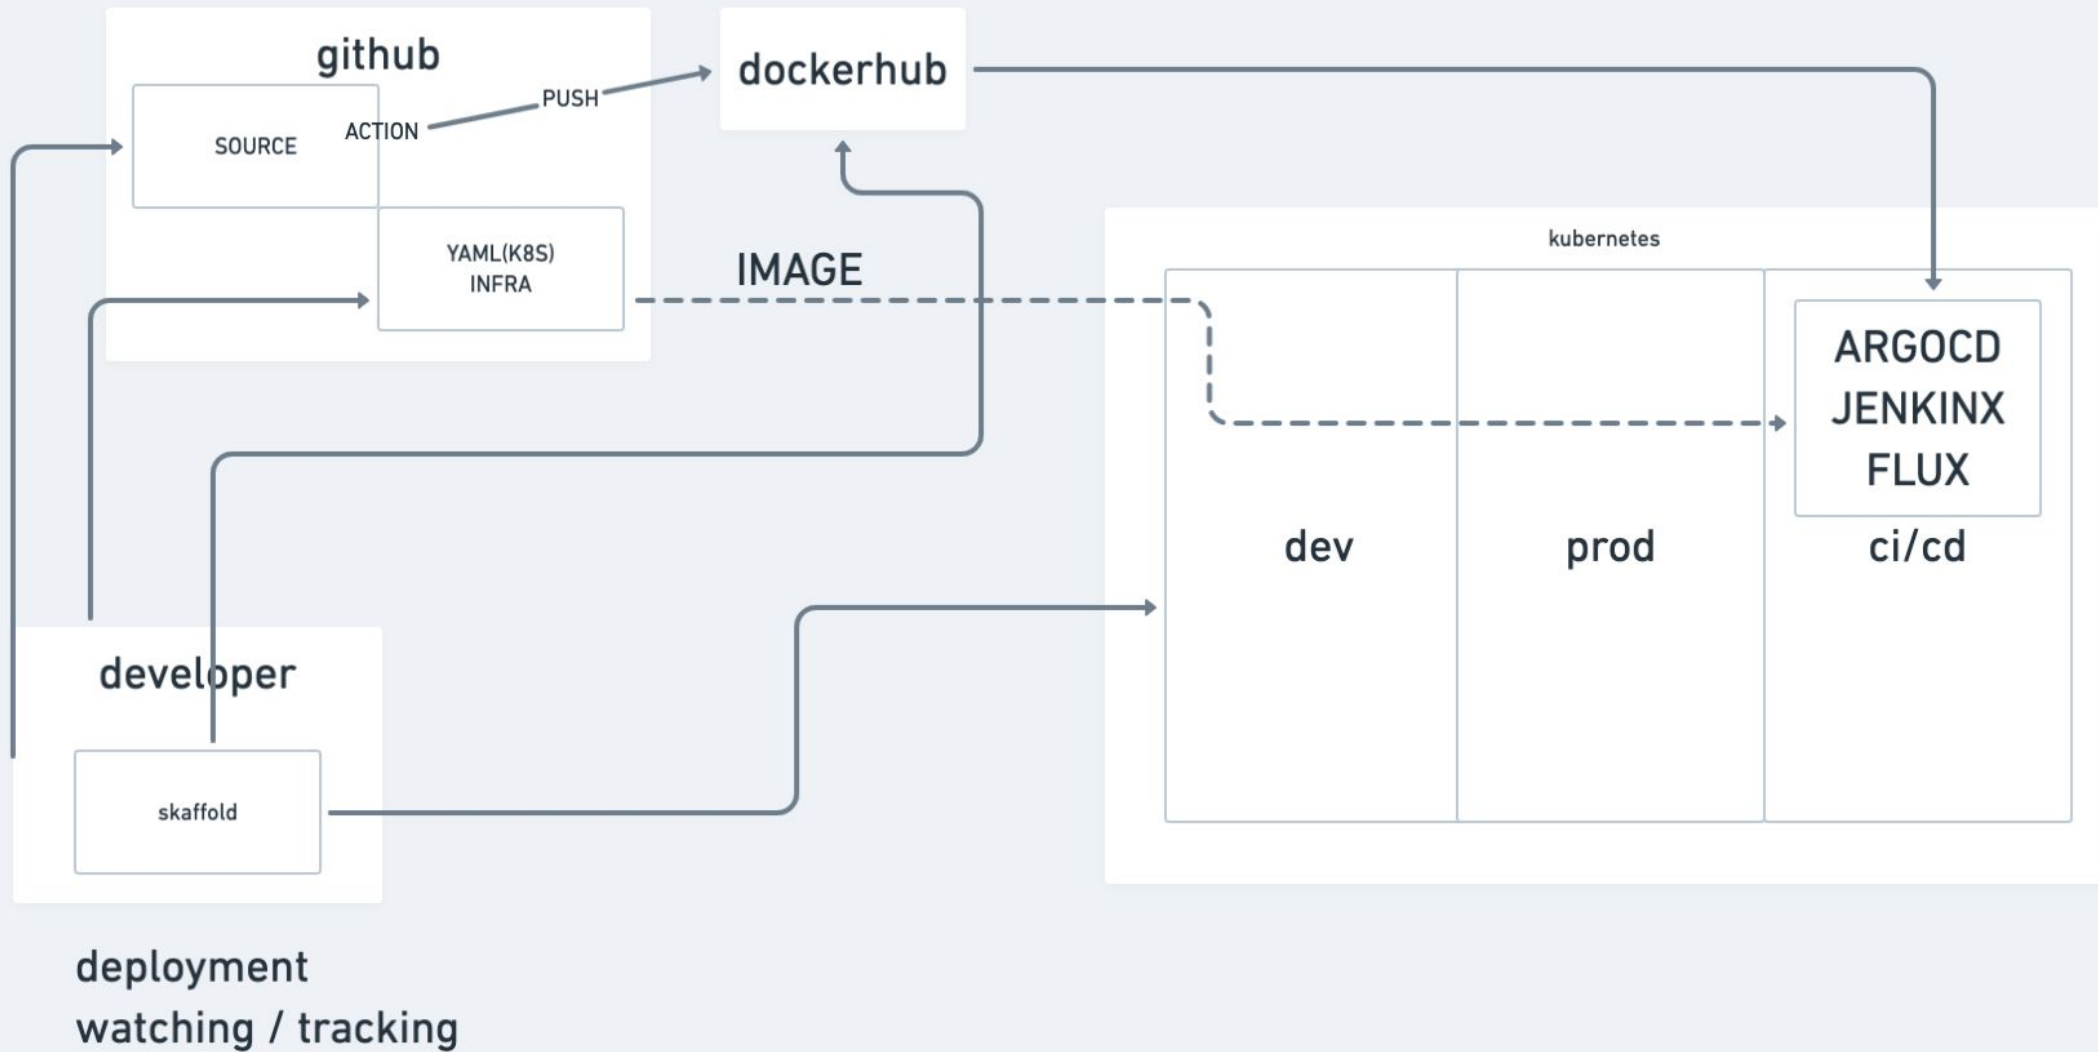 github
dockerhub
PUSH
ACTION
SOURCE
YAML(K8S)
INFRA
IMAGE
kubernetes
ARGOCD
JENKINX
FLUX
dev
prod
ci/cd
developer
skaffold
deployment
watching / tracking